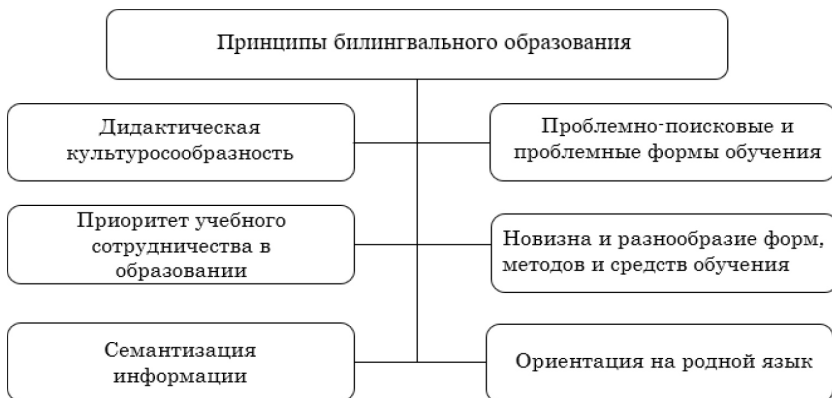 Принципы билингвального образования
Дидактическая
культуросообразность
Проблемно-поисковые и
проблемные формы обучения
Приоритет учебного
сотрудничества в
образовании
Новизна и разнообразие форм,
методов и средств обучения
Семантизация
информации
Ориентация на родной язык